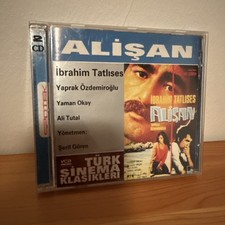 2
CD
ALİŞAN
İbrahim Tatlıses
Yaprak Özdemiroğlu
Yaman Okay
Ali Tutal
Yönetmen
Şerif Gören
TÜRK
SİNEMA
KLASİKLERİ
İBRAHİM TATLISES
ALİŞAN